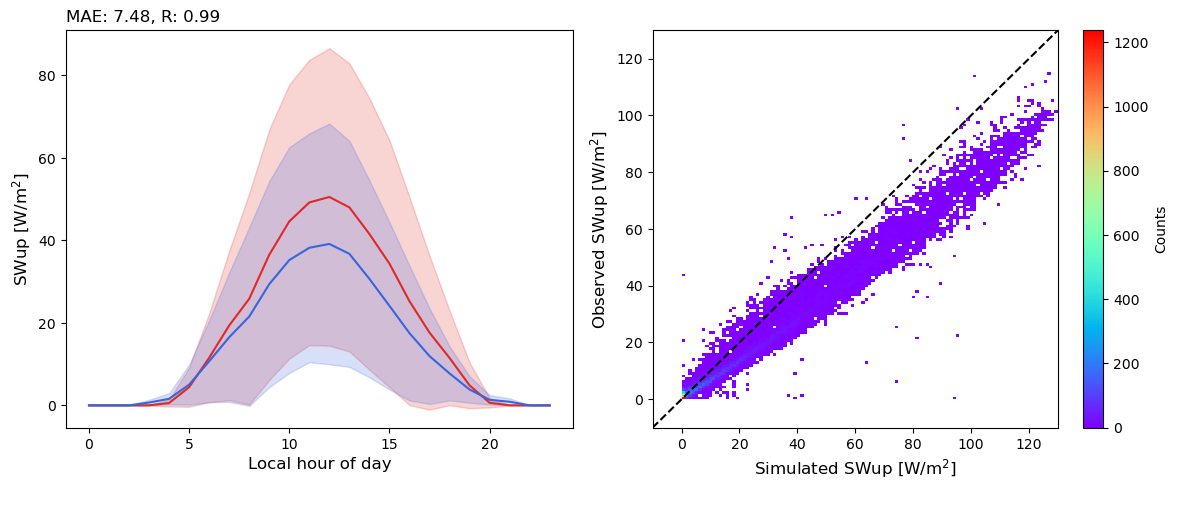 MAE: 7.48, R: 0.99
SWup [W/m²]
80
60
40
20
0
0 5 10 15 20
Local hour of day
Observed SWup [W/m²]
120
100
80
60
40
20
0
0 20 40 60 80 100 120
Simulated SWup [W/m²]
1200
1000
800
600
400
200
0
Counts